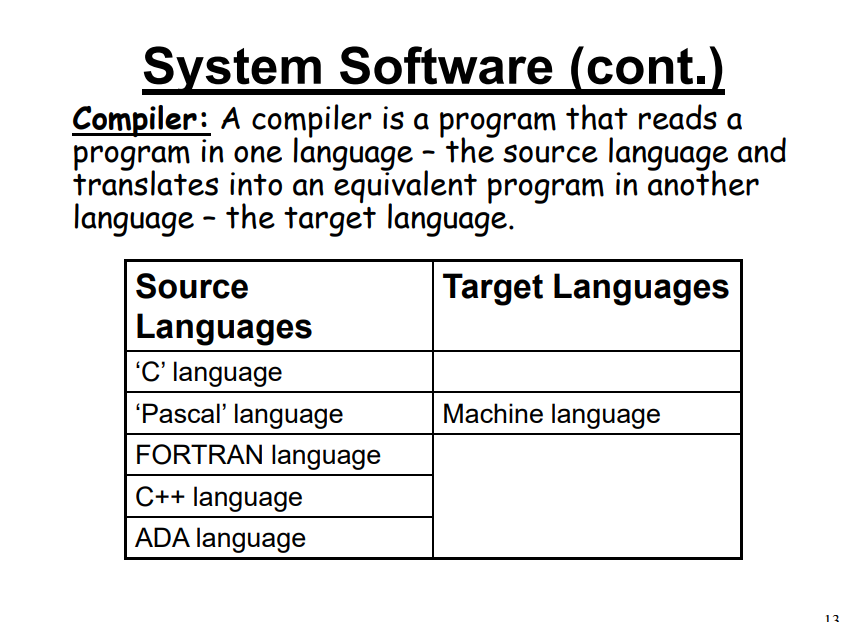 System Software (cont.)
Compiler: A compiler is a program that reads a
program in one language – the source language and
translates into an equivalent program in another
language – the target language.
Source
Languages
Target Languages
‘C’ language
‘Pascal’ language
Machine language
FORTRAN language
C++ language
ADA language
13